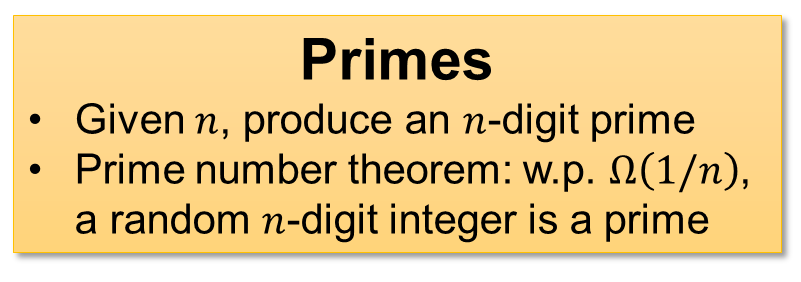 Primes
• Given 𝑛, produce an 𝑛-digit prime
• Prime number theorem: w.p. Ω(1/𝑛),
a random 𝑛-digit integer is a prime